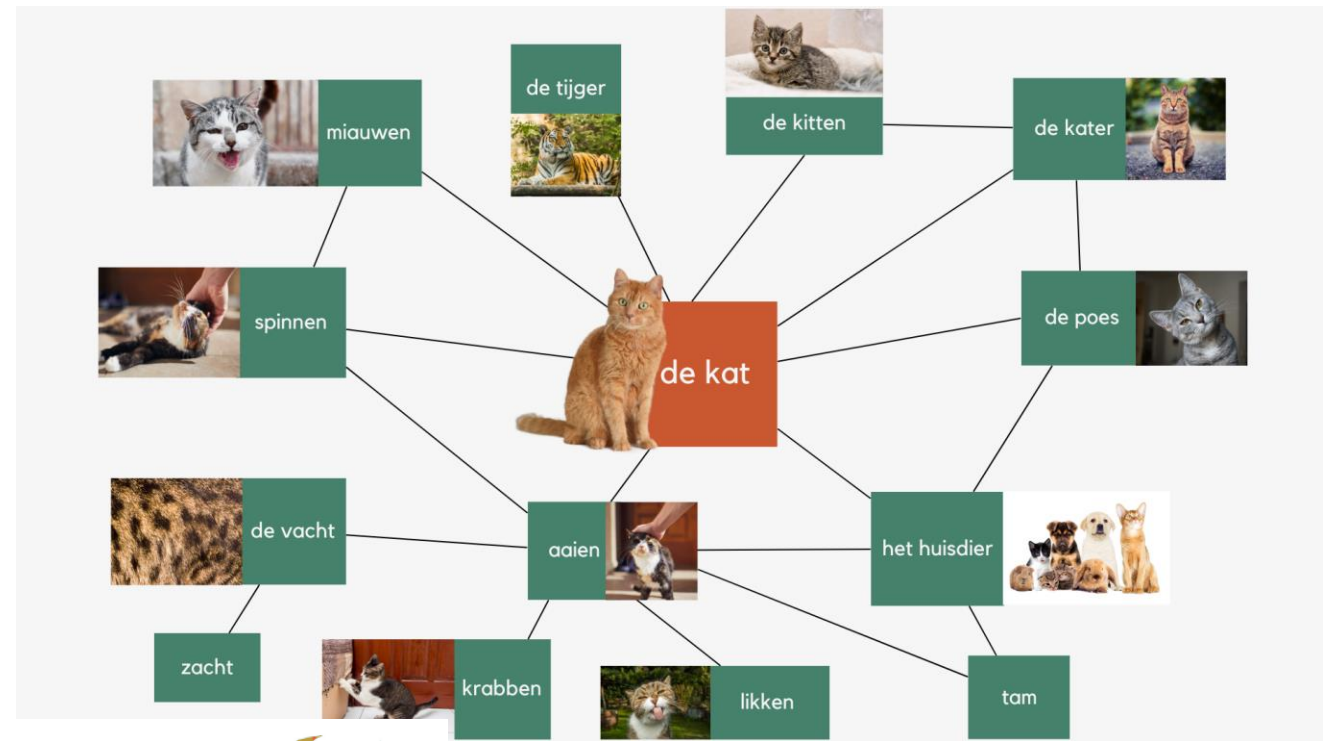 de tijger
de kitten
de kater
miauwen
spinnen
de poes
de kat
de vacht
aaien
het huisdier
zacht
krabben
likken
tam